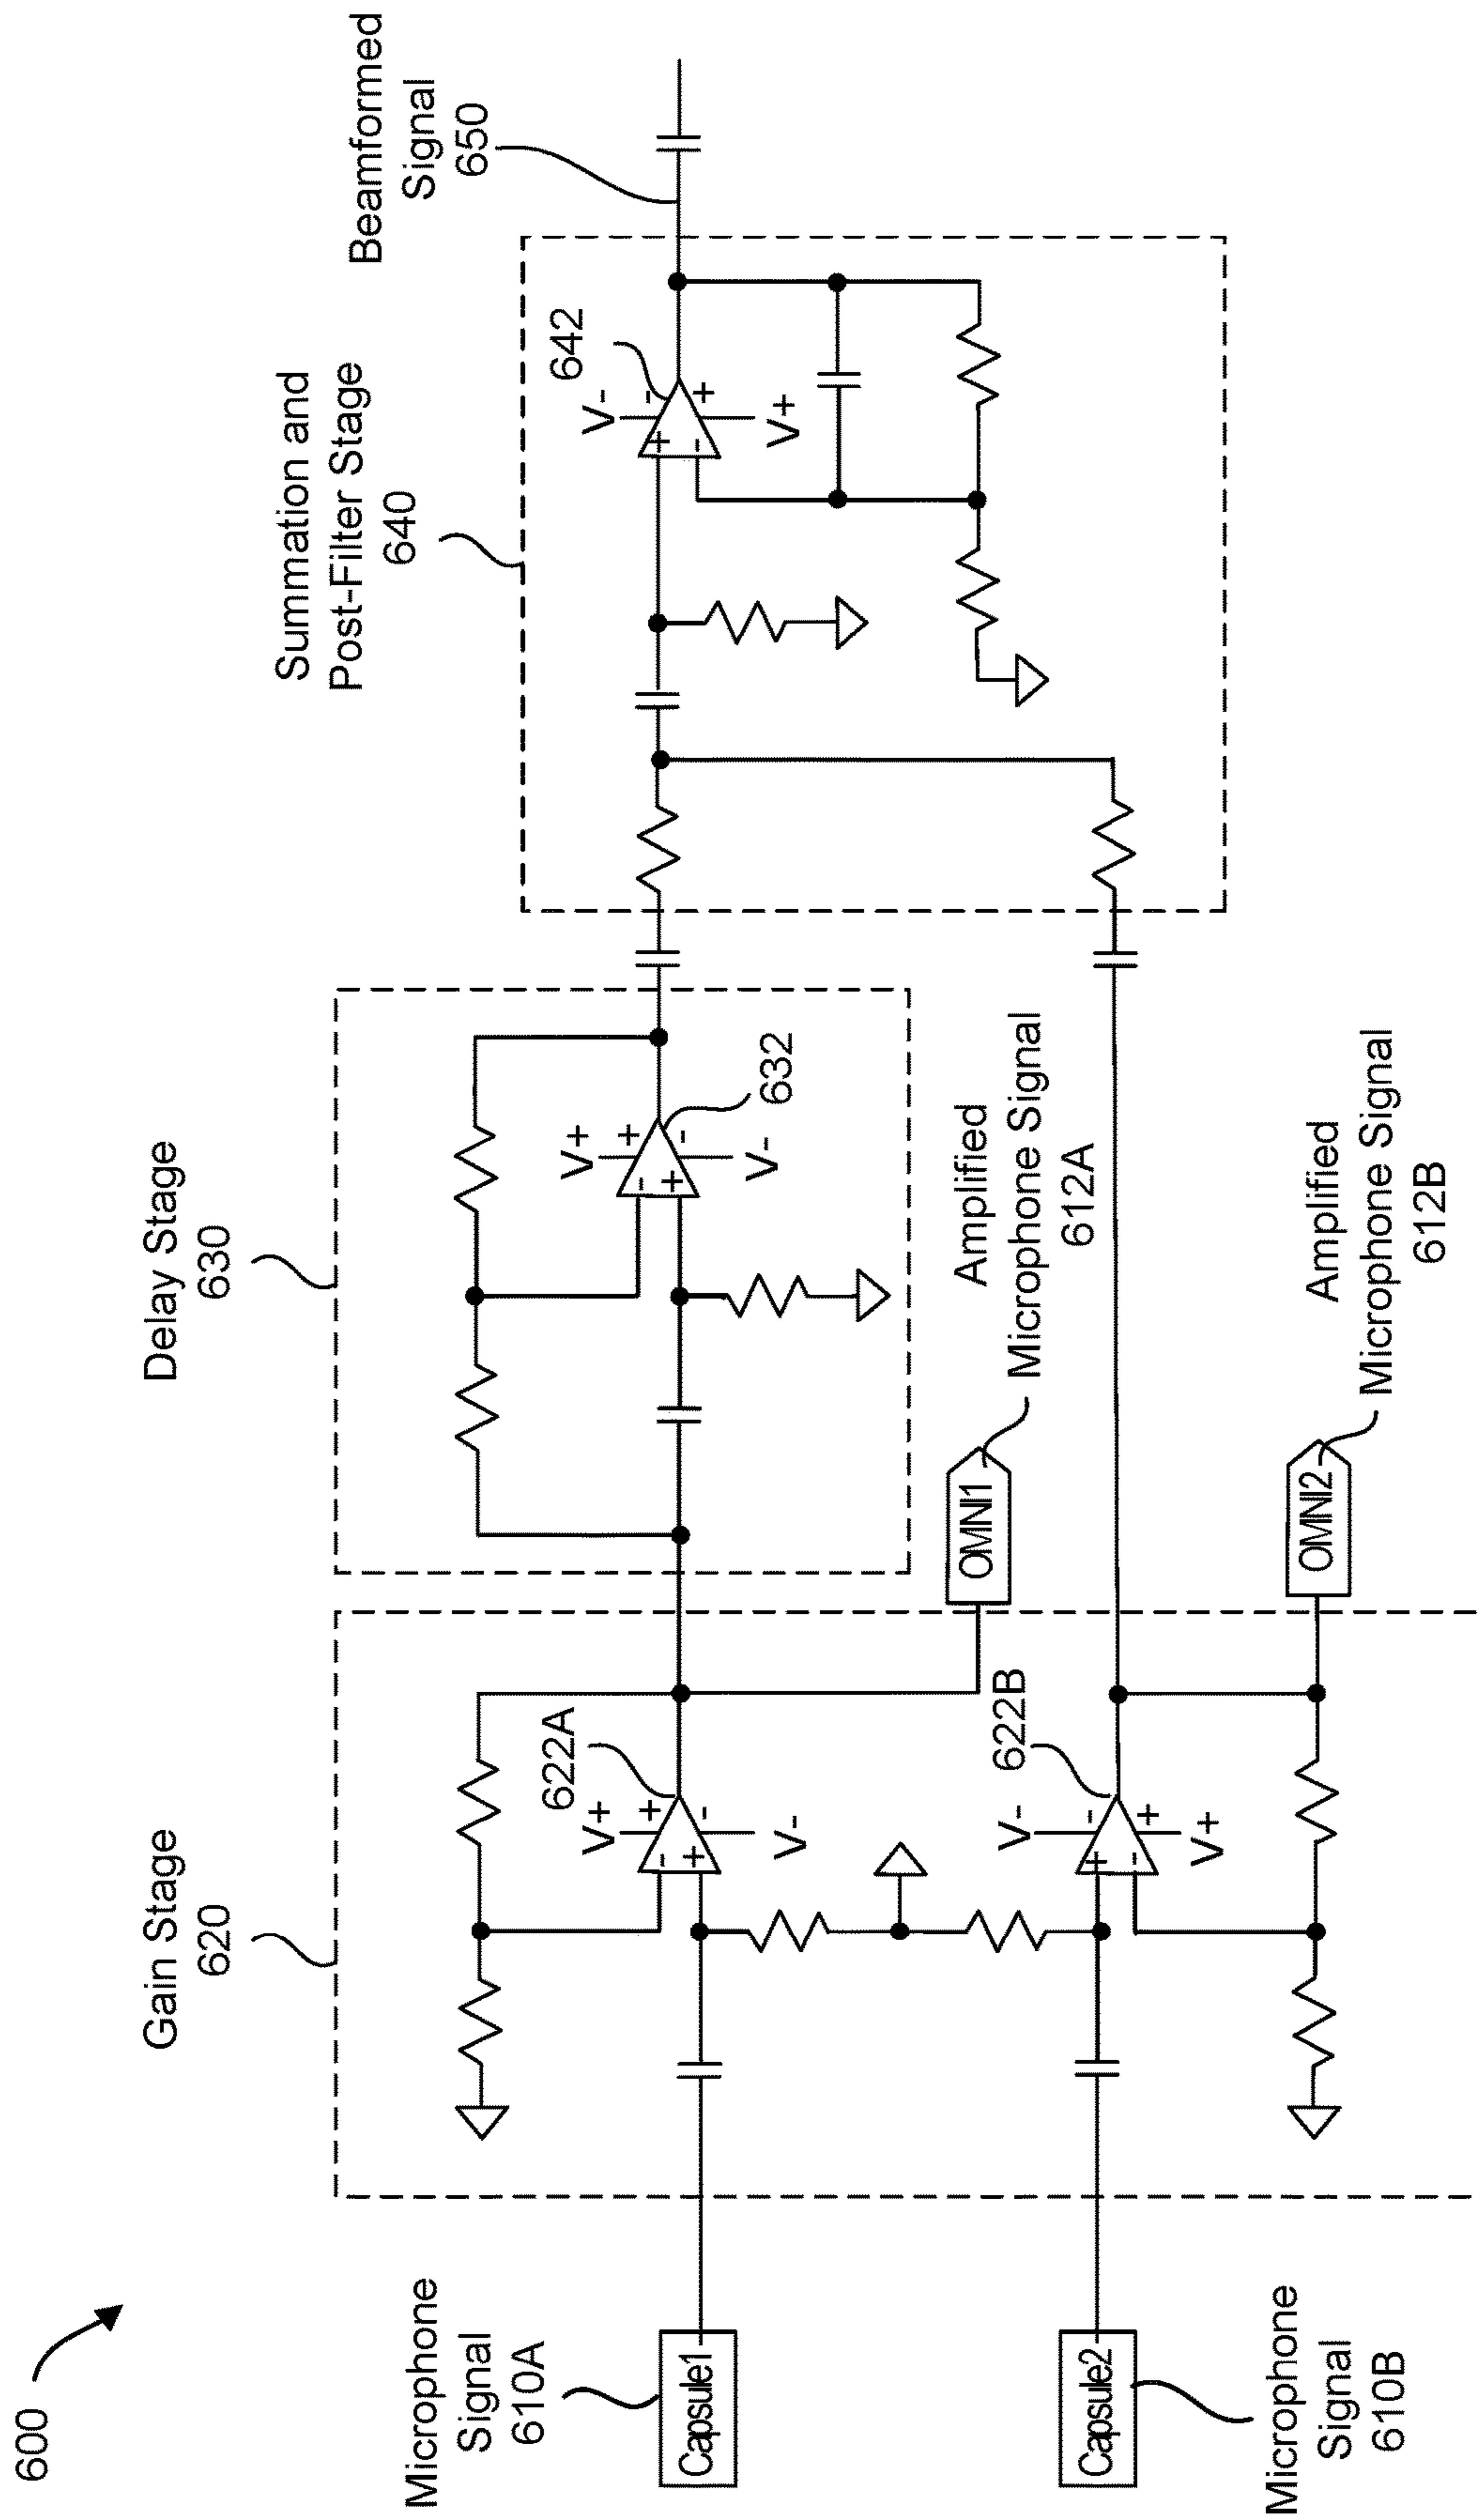 600
Gain Stage
620
Delay Stage
630
Summation and
Post-Filter Stage
640
Beamformed
Signal
650
Microphone
Signal
610A
Capsule1
V+
622A
+
-
-
+
V-
V+
632
+
-
-
+
V-
V-
642
-
+
+
-
V+
OMNI1
Amplified
Microphone Signal
612A
Microphone
Signal
610B
Capsule2
V-
622B
-
+
+
-
V+
OMNI2
Amplified
Microphone Signal
612B